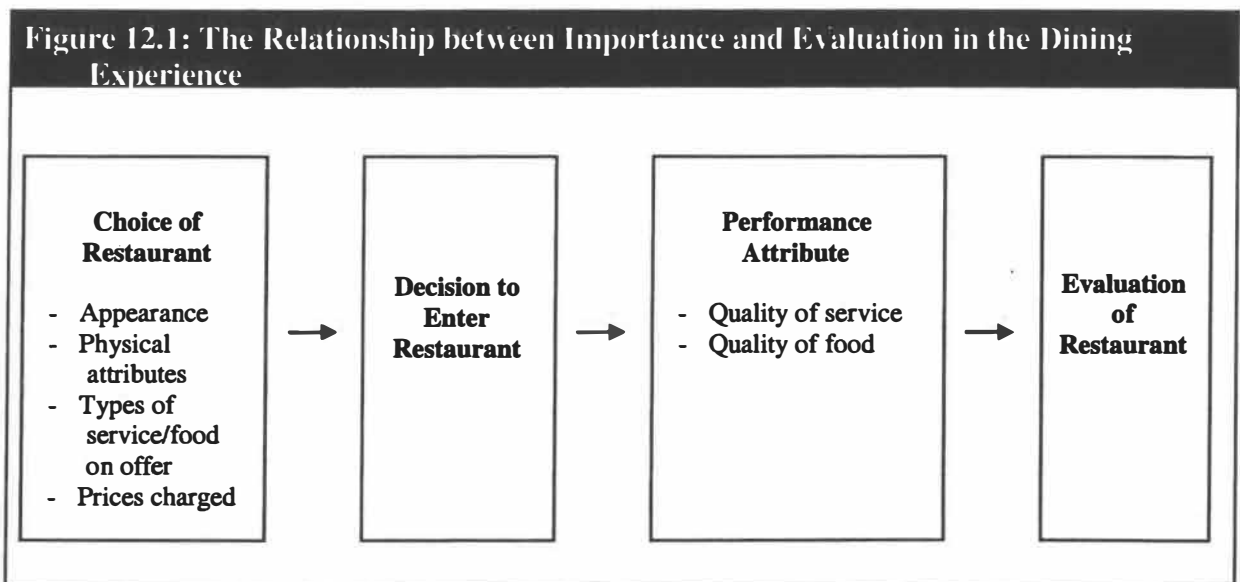 Figure 12.1: The Relationship between Importance and Evaluation in the Dining
Experience
Choice of
Restaurant
- Appearance
- Physical
attributes
- Types of
service/food
on offer
- Prices charged
Decision to
Enter
Restaurant
Performance
Attribute
- Quality of service
- Quality of food
Evaluation
of
Restaurant